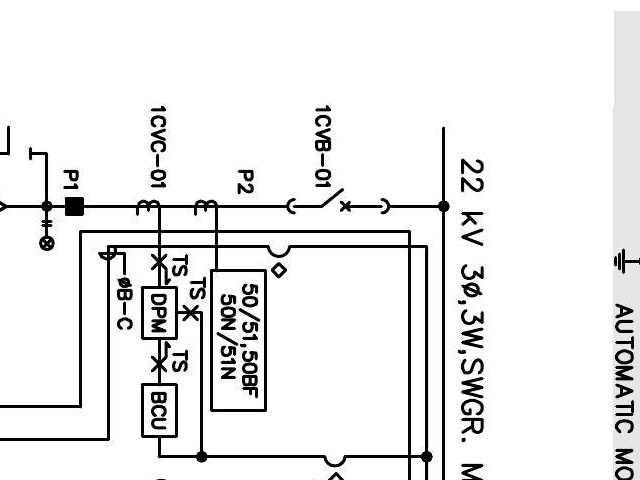 22 kV 3ø,3W,SWGR. M
1CVB-01
P2
1CVC-01
P1
50/51,50BF
50N/51N
TS
TS
DPM
TS
BCU
øB-C
AUTOMATIC MO